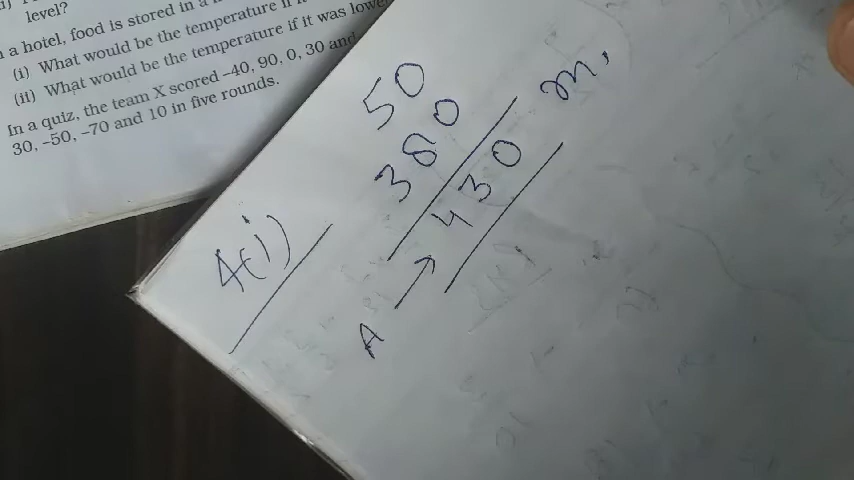 level?
a hotel, food is stored in a
(i) What would be the temperature if
(ii) What would be the temperature if it was lowe
In a quiz, the team X scored –40, 90, 0, 30 and
30, –50, –70 and 10 in five rounds.
4(i)
50
380
A → 430 m,